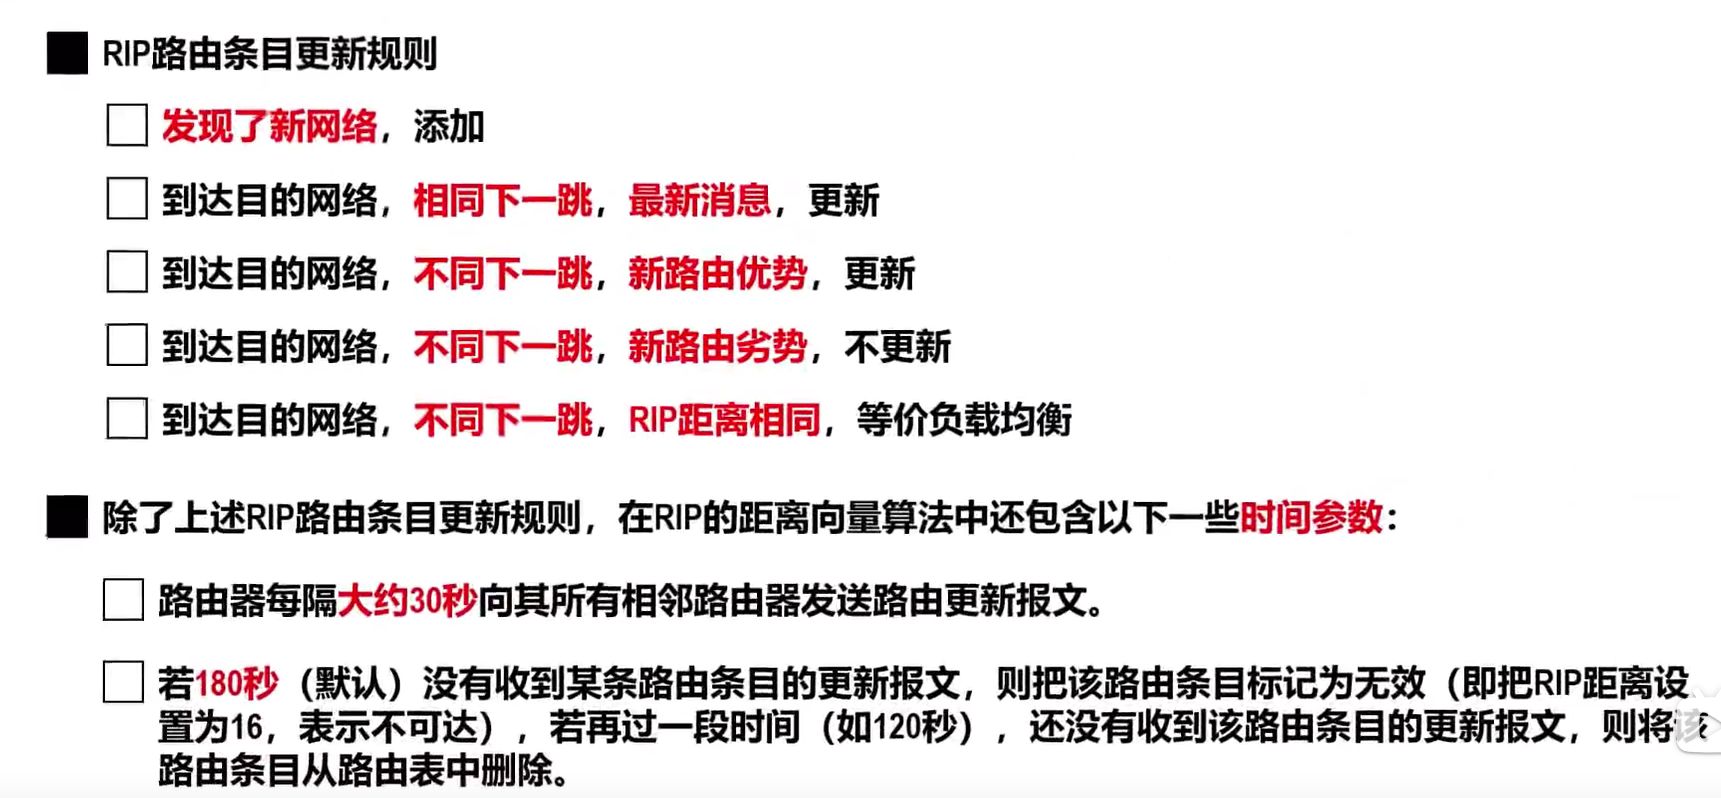 RIP路由条目更新规则
发现了新网络，添加
到达目的网络，相同下一跳，最新消息，更新
到达目的网络，不同下一跳，新路由优势，更新
到达目的网络，不同下一跳，新路由劣势，不更新
到达目的网络，不同下一跳，RIP距离相同，等价负载均衡
除了上述RIP路由条目更新规则，在RIP的距离向量算法中还包含以下一些时间参数：
路由器每隔大约30秒向其所有相邻路由器发送路由更新报文。
若180秒（默认）没有收到某条路由条目的更新报文，则把该路由条目标记为无效（即把RIP距离设
置为16，表示不可达），若再过一段时间（如120秒），还没有收到该路由条目的更新报文，则将该
路由条目从路由表中删除。